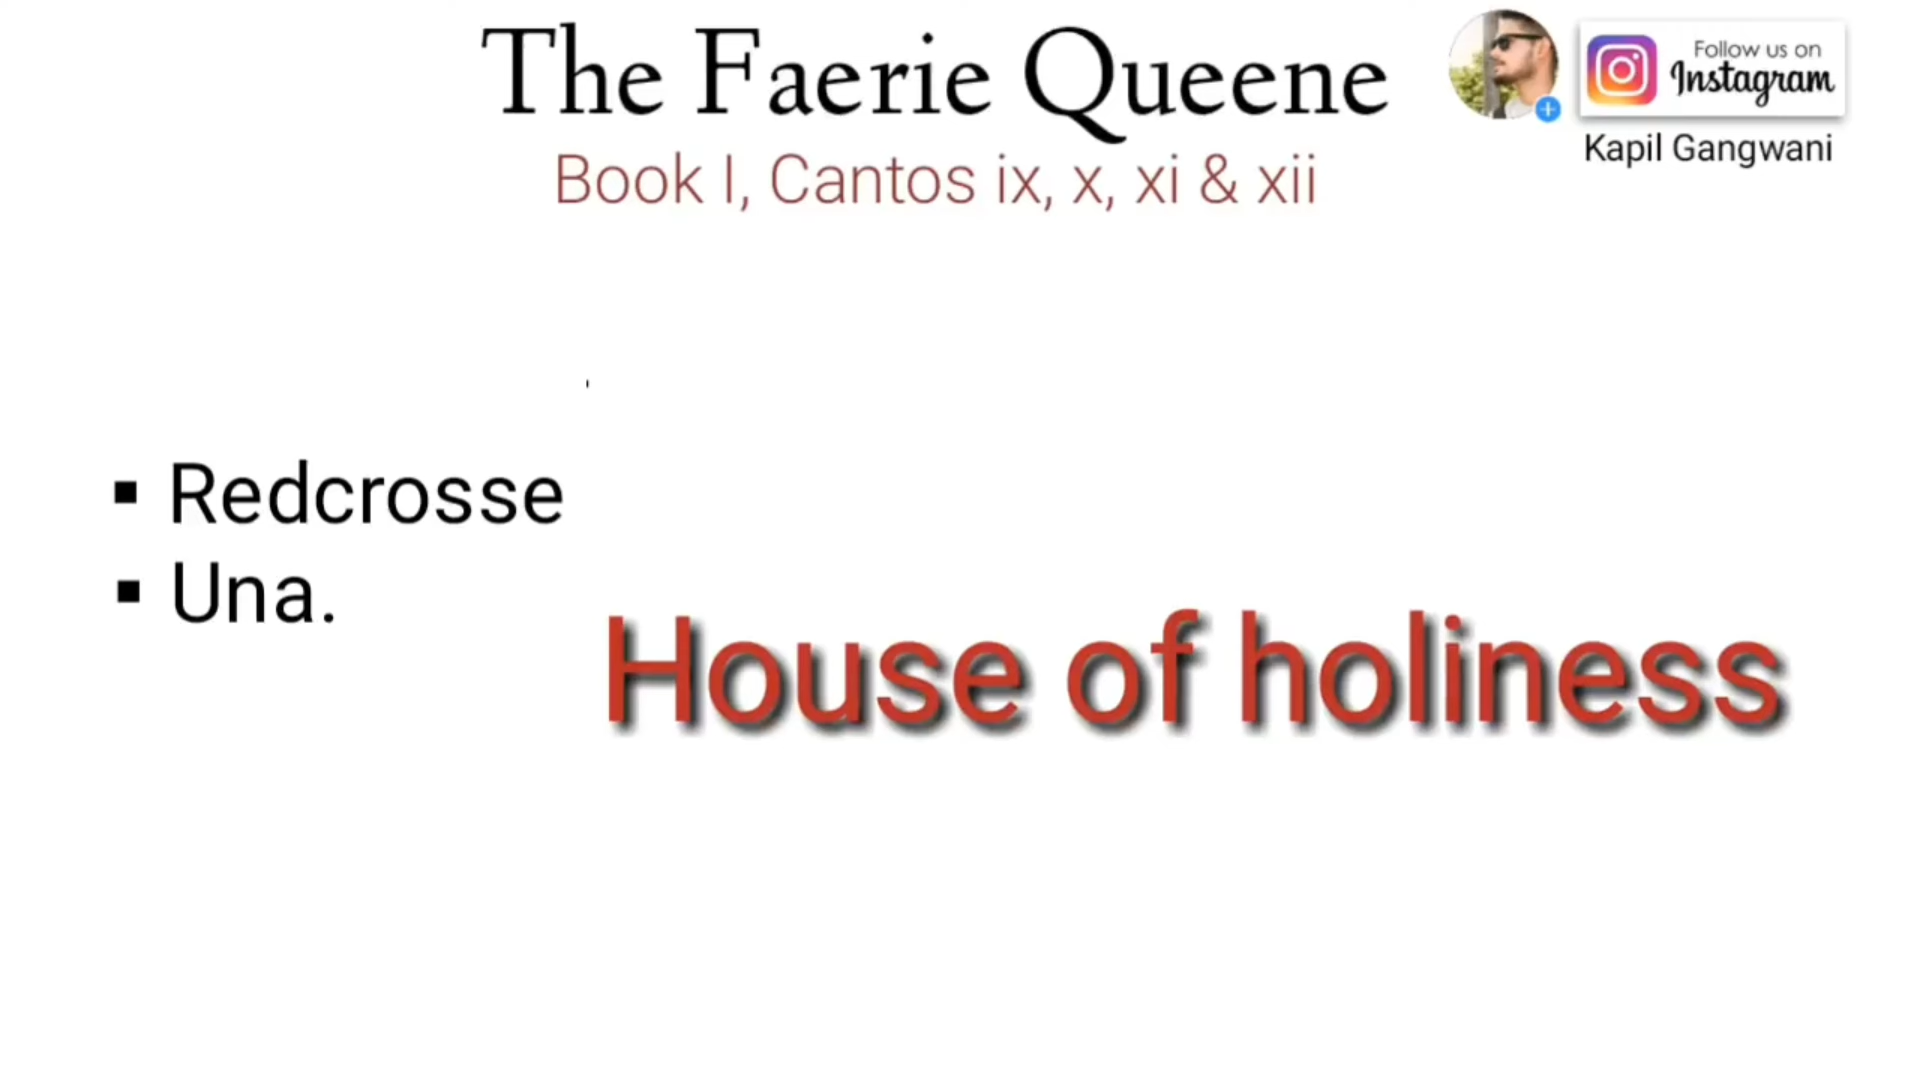 The Faerie Queene
Book I, Cantos ix, x, xi & xii
Follow us on
Instagram
Kapil Gangwani
▪ Redcrosse
▪ Una.
House of holiness